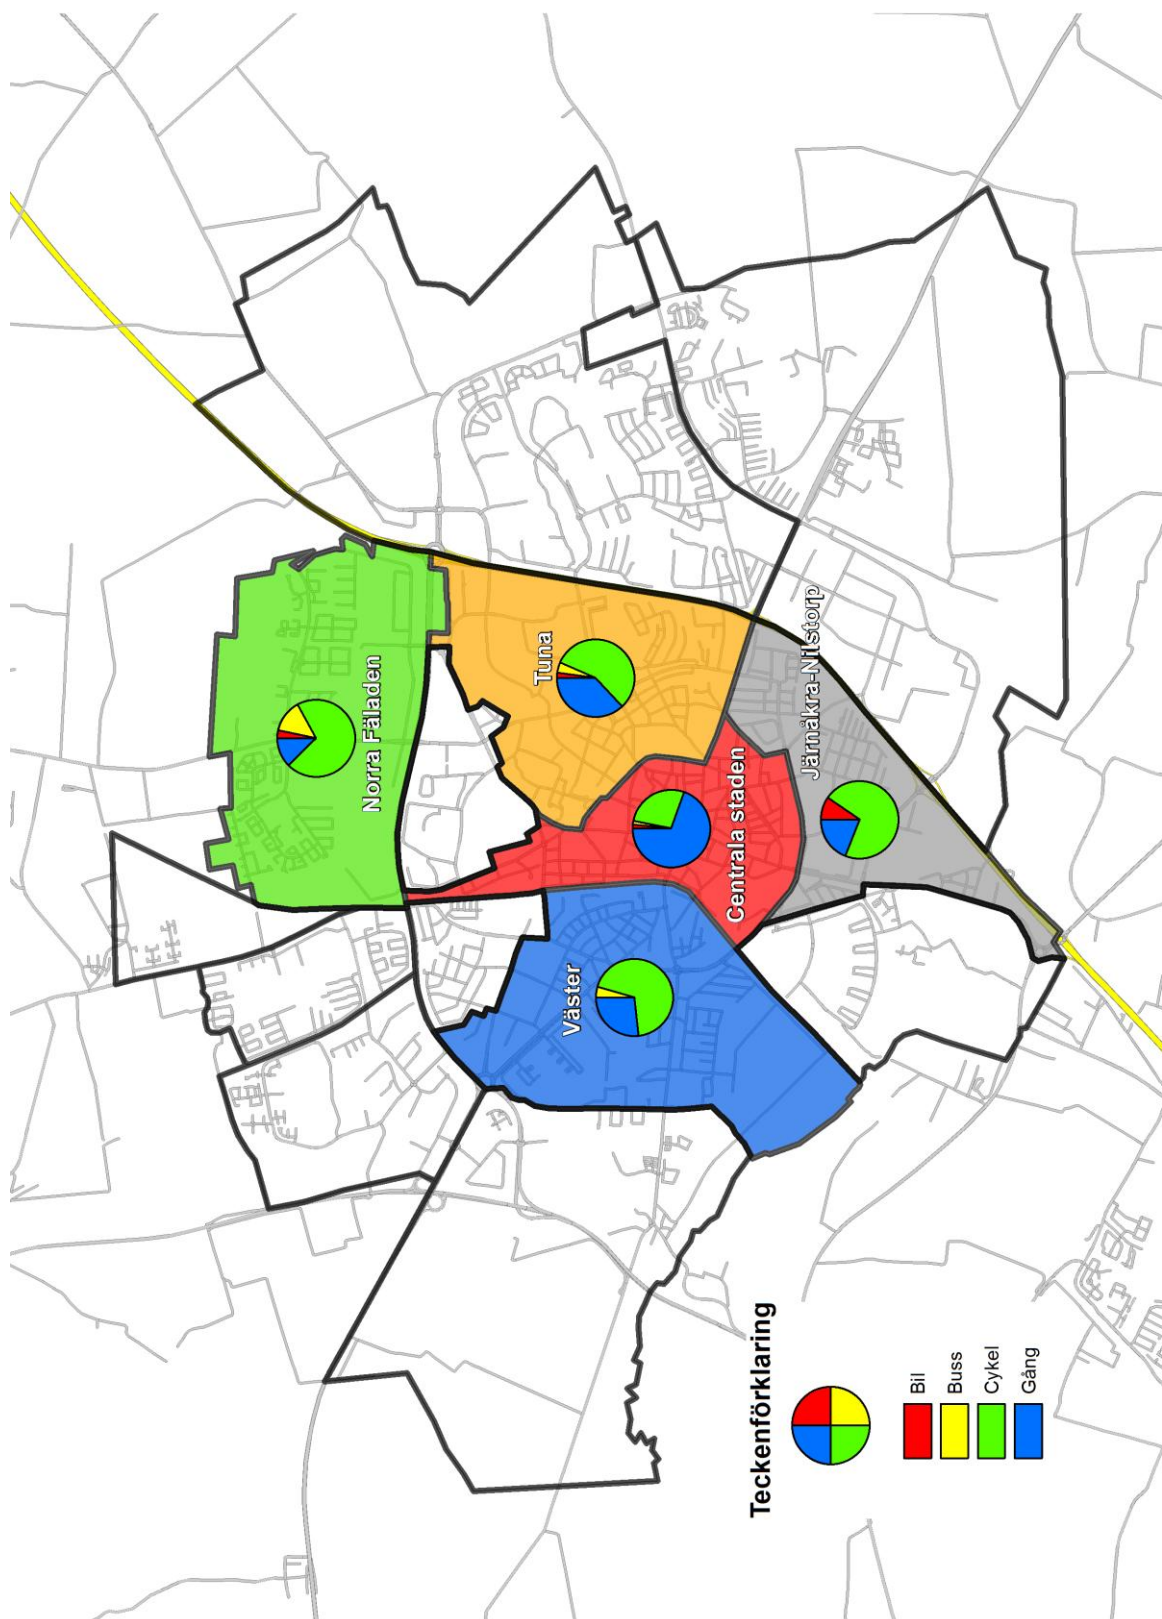 Norra Fäladen
Tuna
Järnåkra-Nilstorp
Centrala staden
Väster
Teckenförklaring
Bil
Buss
Cykel
Gång